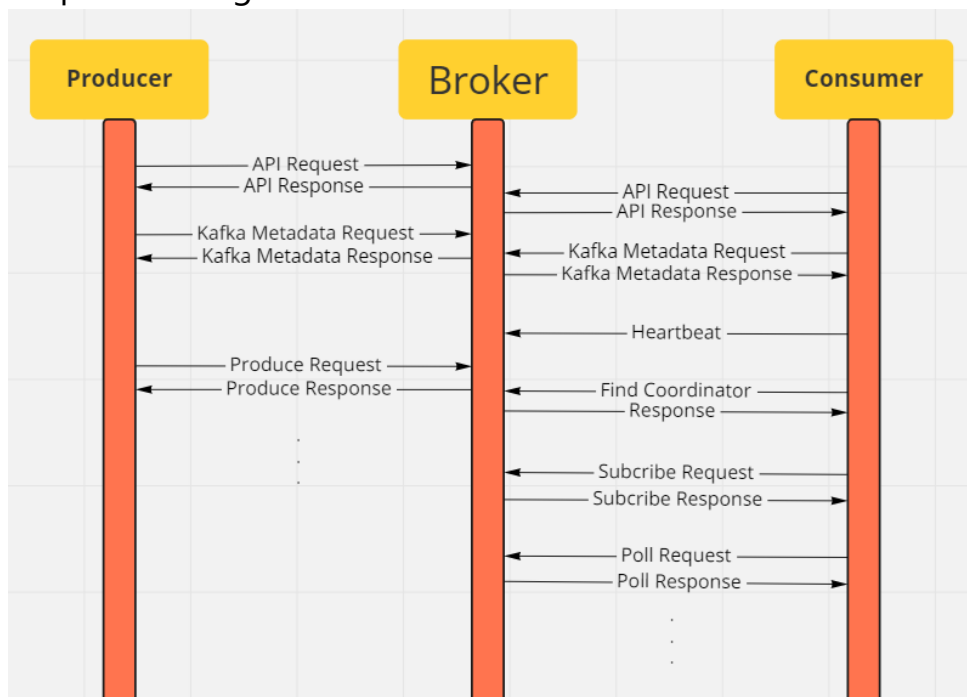 Producer
Broker
Consumer
API Request
API Response
API Request
API Response
Kafka Metadata Request
Kafka Metadata Response
Kafka Metadata Request
Kafka Metadata Response
Heartbeat
Produce Request
Produce Response
Find Coordinator
Response
Subcribe Request
Subcribe Response
Poll Request
Poll Response